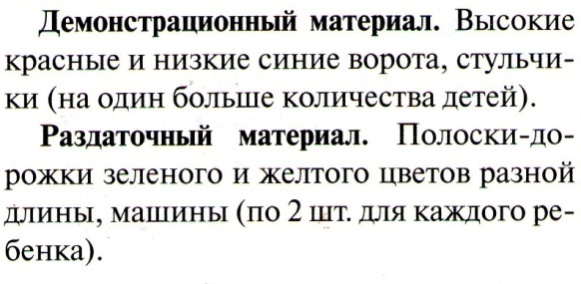 Демонстрационный материал. Высокие
красные и низкие синие ворота, стульчи-
ки (на один больше количества детей).
Раздаточный материал. Полоски-до-
рожки зеленого и желтого цветов разной
длины, машины (по 2 шт. для каждого ре-
бенка).